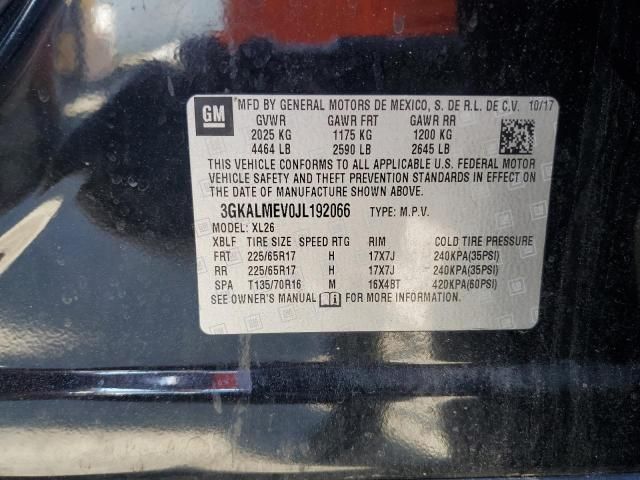 GM
MFD BY GENERAL MOTORS DE MEXICO, S. DE R.L. DE C.V. 10/17
GVWR GAWR FRT GAWR RR
2025 KG 1175 KG 1200 KG
4464 LB 2590 LB 2645 LB
THIS VEHICLE CONFORMS TO ALL APPLICABLE U.S. FEDERAL MOTOR
VEHICLE SAFETY AND THEFT PREVENTION STANDARDS IN EFFECT ON
THE DATE OF MANUFACTURE SHOWN ABOVE.
3GKALMEV0JL192066 TYPE: M.P.V.
MODEL: XL26
XBLF TIRE SIZE SPEED RTG RIM COLD TIRE PRESSURE
FRT 225/65R17 H 17X7J 240KPA(35PSI)
RR 225/65R17 H 17X7J 240KPA(35PSI)
SPA T135/70R16 M 16X4BT 420KPA(60PSI)
SEE OWNER'S MANUAL FOR MORE INFORMATION.